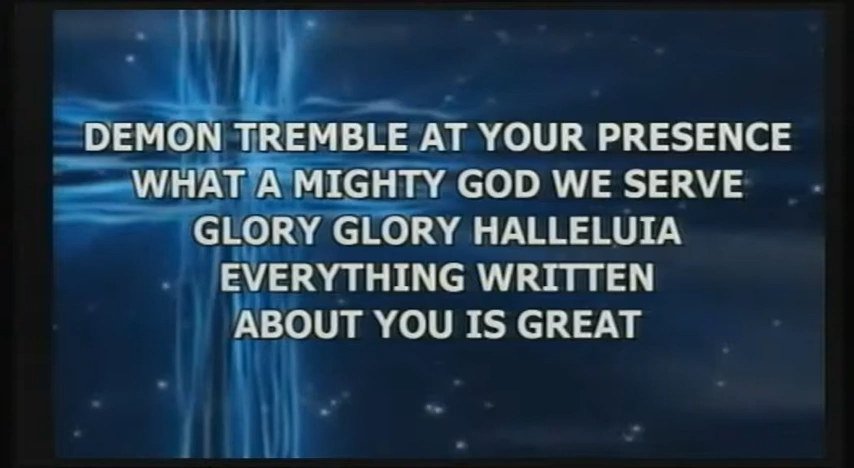 DEMON TREMBLE AT YOUR PRESENCE
WHAT A MIGHTY GOD WE SERVE
GLORY GLORY HALLELUIA
EVERYTHING WRITTEN
ABOUT YOU IS GREAT